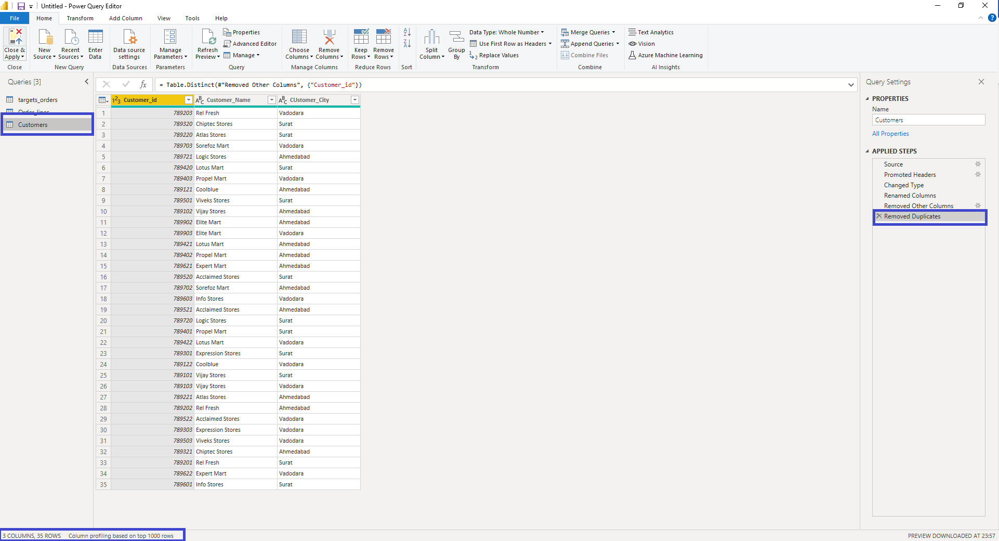 Untitled - Power Query Editor
File Home Transform Add Column View Tools Help
Close & Apply
New Source
Recent Sources
Enter Data
Data source settings
Manage Parameters
Refresh Preview
Properties
Advanced Editor
Manage
Choose Columns
Remove Columns
Keep Rows
Remove Rows
Split Column
Group By
Data Type: Whole Number
Use First Row as Headers
Replace Values
Merge Queries
Append Queries
Combine Files
Text Analytics
Vision
Azure Machine Learning
Close New Query Data Sources Parameters Query Manage Columns Reduce Rows Sort Transform Combine AI Insights
Queries [3]
targets_orders
Order_lines
Customers
fx = Table.Distinct(#"Removed Other Columns", {"Customer_id"})
Customer_id Customer_Name CUstomer_City
1 789203 Rel Fresh Vadodara
2 789320 Chiptec Stores Surat
3 789220 Atlas Stores Surat
4 789703 Sorefoz Mart Vadodara
5 789721 Logic Stores Ahmedabad
6 789420 Lotus Mart Surat
7 789403 Propel Mart Vadodara
8 789121 Coolblue Ahmedabad
9 789501 Viveks Stores Surat
10 789102 Vijay Stores Ahmedabad
11 789902 Elite Mart Ahmedabad
12 789903 Elite Mart Vadodara
13 789421 Lotus Mart Ahmedabad
14 789402 Propel Mart Ahmedabad
15 789621 Expert Mart Ahmedabad
16 789520 Acclaimed Stores Surat
17 789702 Sorefoz Mart Ahmedabad
18 789603 Info Stores Vadodara
19 789521 Acclaimed Stores Ahmedabad
20 789720 Logic Stores Surat
21 789401 Propel Mart Surat
22 789422 Lotus Mart Vadodara
23 789301 Expression Stores Surat
24 789122 Coolblue Vadodara
25 789101 Vijay Stores Surat
26 789103 Vijay Stores Vadodara
27 789221 Atlas Stores Ahmedabad
28 789202 Rel Fresh Ahmedabad
29 789522 Acclaimed Stores Vadodara
30 789303 Expression Stores Vadodara
31 789503 Viveks Stores Vadodara
32 789321 Chiptec Stores Ahmedabad
33 789201 Rel Fresh Surat
34 789622 Expert Mart Vadodara
35 789601 Info Stores Surat
Query Settings
PROPERTIES
Name
Customers
All Properties
APPLIED STEPS
Source
Promoted Headers
Changed Type
Renamed Columns
Removed Other Columns
Removed Duplicates
3 COLUMNS, 35 ROWS Column profiling based on top 1000 rows
PREVIEW DOWNLOADED AT 23:57